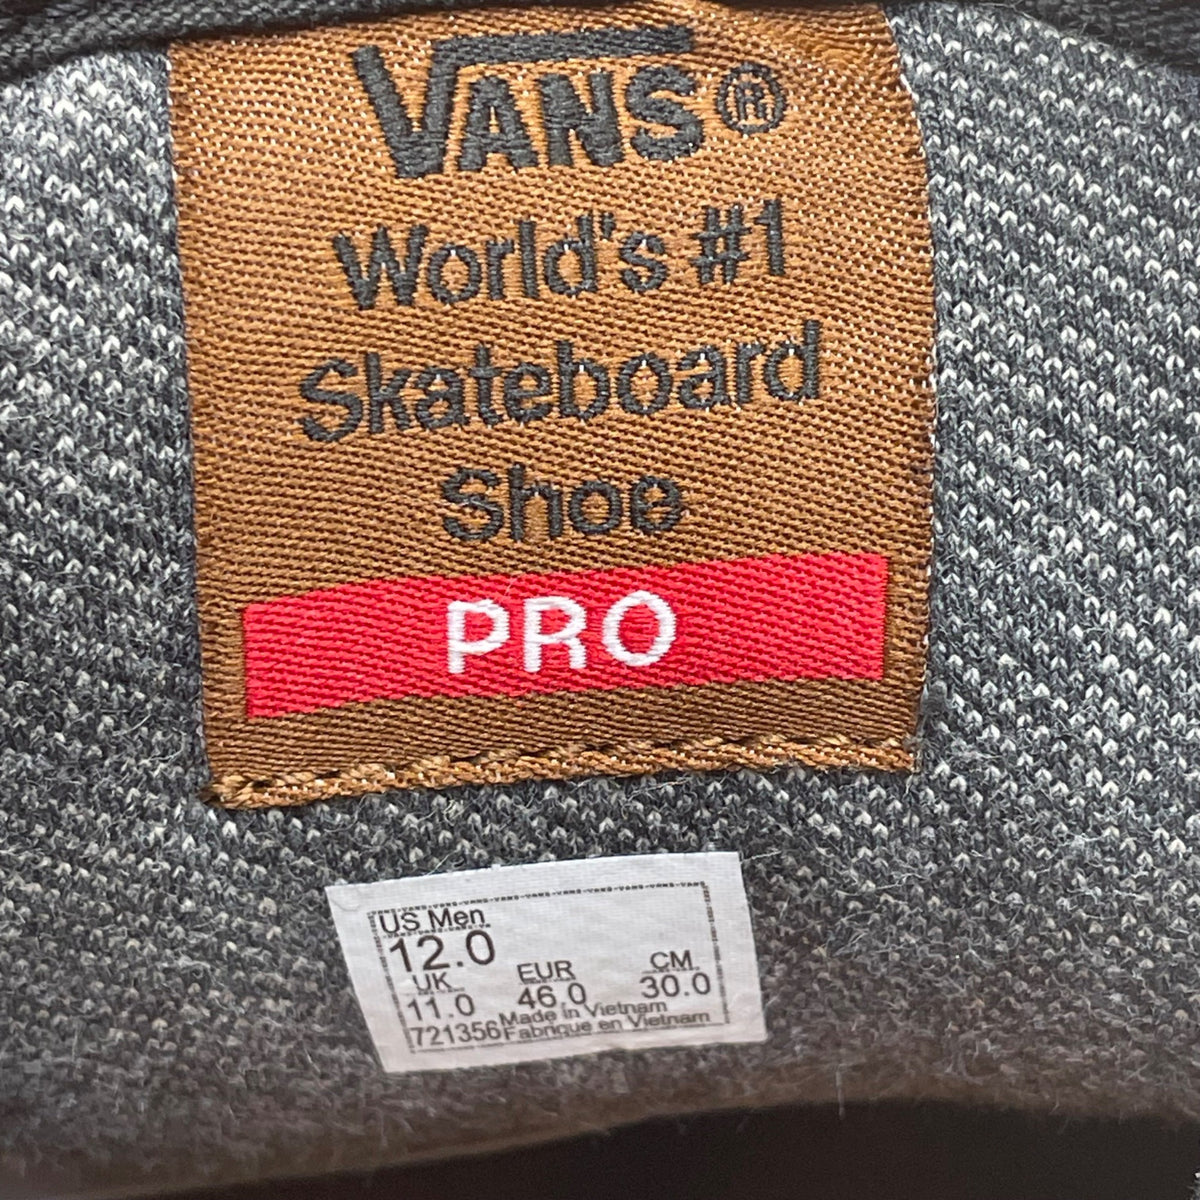 VANS®
World's #1
Skateboard
Shoe
PRO
US Men
12.0
UK EUR CM
11.0 46.0 30.0
721356 Made in Vietnam
Fabrique en Vietnam